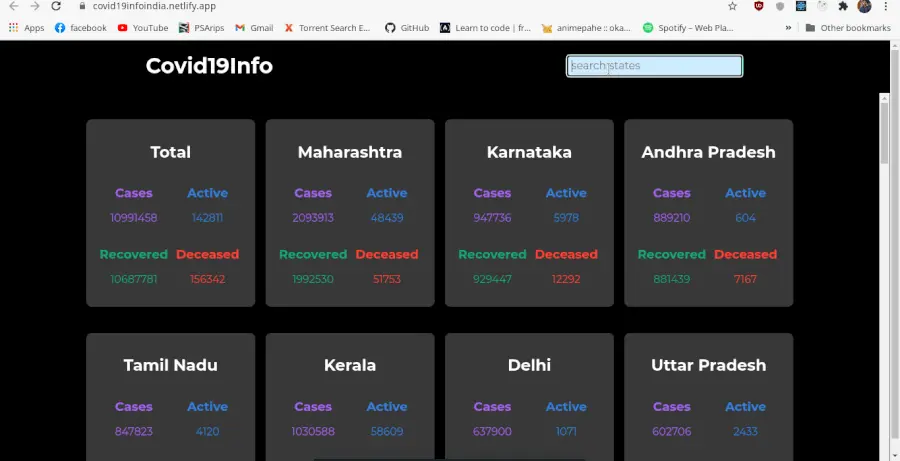 covid19infoindia.netlify.app
Apps facebook YouTube PSArips Gmail Torrent Search E... GitHub Learn to code | fr... animepahe :: oka... Spotify – Web Pla... » Other bookmarks
Covid19Info
search states
Total Maharashtra Karnataka Andhra Pradesh
Cases Active Cases Active Cases Active Cases Active
10991458 142811 2093913 48439 947736 5978 889210 604
Recovered Deceased Recovered Deceased Recovered Deceased Recovered Deceased
10687781 156342 1992530 51753 929447 12292 881439 7167
Tamil Nadu Kerala Delhi Uttar Pradesh
Cases Active Cases Active Cases Active Cases Active
847823 4120 1030588 58609 637900 1071 602706 2433